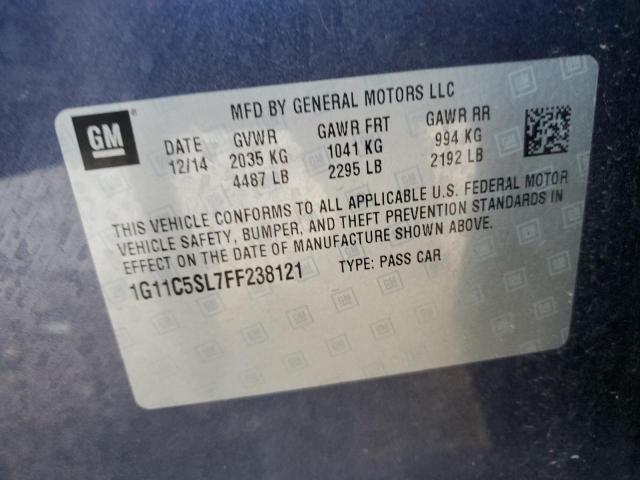 MFD BY GENERAL MOTORS LLC
GM
DATE GVWR GAWR FRT GAWR RR
12/14 2035 KG 1041 KG 994 KG
4487 LB 2295 LB 2192 LB
THIS VEHICLE CONFORMS TO ALL APPLICABLE U.S. FEDERAL MOTOR
VEHICLE SAFETY, BUMPER, AND THEFT PREVENTION STANDARDS IN
EFFECT ON THE DATE OF MANUFACTURE SHOWN ABOVE.
1G11C5SL7FF238121 TYPE: PASS CAR